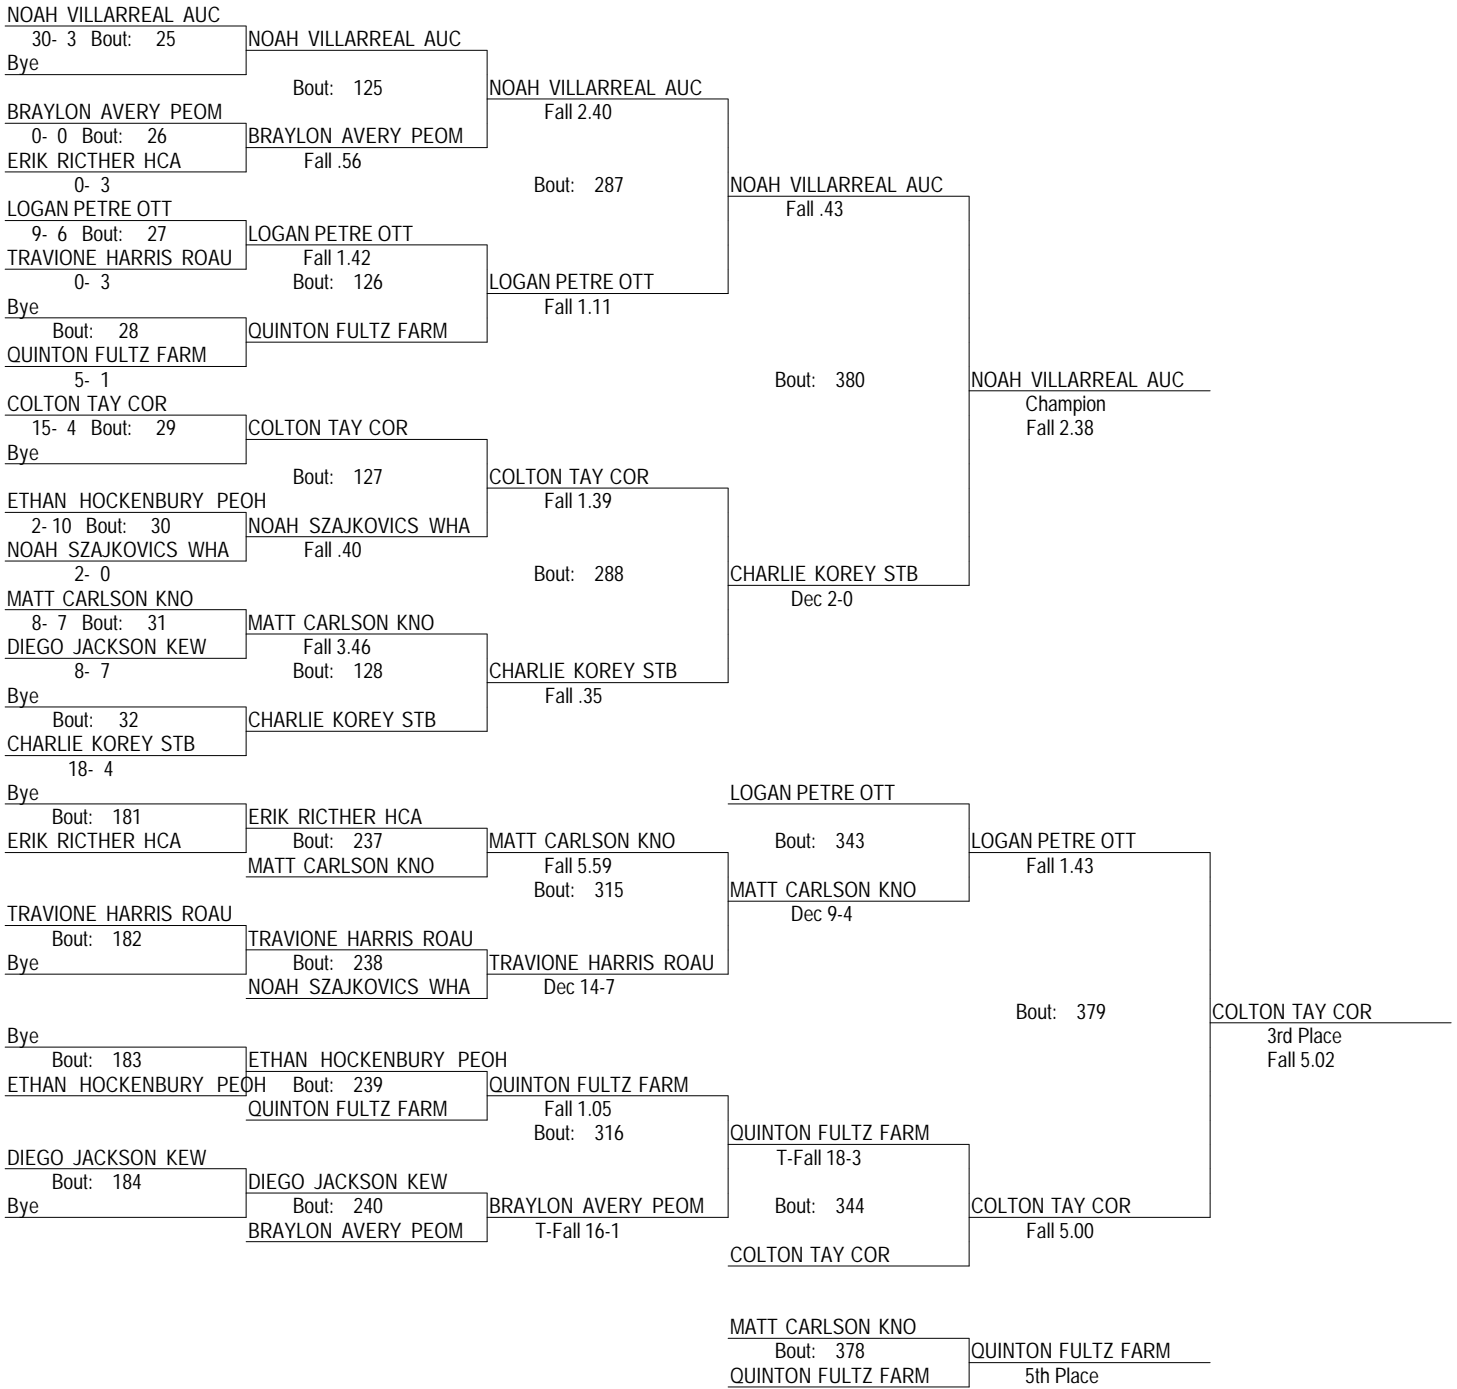 NOAH VILLARREAL AUC
30- 3 Bout: 25
Bye
NOAH VILLARREAL AUC
Bout: 125
BRAYLON AVERY PEOM
0- 0 Bout: 26
ERIK RICTHER HCA
0- 3
BRAYLON AVERY PEOM
Fall .56
NOAH VILLARREAL AUC
Fall 2.40
Bout: 287
LOGAN PETRE OTT
9- 6 Bout: 27
TRAVIONE HARRIS ROAU
0- 3
LOGAN PETRE OTT
Fall 1.42
Bout: 126
Bye
Bout: 28
QUINTON FULTZ FARM
5- 1
QUINTON FULTZ FARM
LOGAN PETRE OTT
Fall 1.11
NOAH VILLARREAL AUC
Fall .43
Bout: 380
NOAH VILLARREAL AUC
Champion
Fall 2.38
COLTON TAY COR
15- 4 Bout: 29
Bye
COLTON TAY COR
Bout: 127
ETHAN HOCKENBURY PEOH
2- 10 Bout: 30
NOAH SZAJKOVICS WHA
2- 0
NOAH SZAJKOVICS WHA
Fall .40
COLTON TAY COR
Fall 1.39
Bout: 288
MATT CARLSON KNO
8- 7 Bout: 31
DIEGO JACKSON KEW
8- 7
MATT CARLSON KNO
Fall 3.46
Bout: 128
Bye
Bout: 32
CHARLIE KOREY STB
18- 4
CHARLIE KOREY STB
CHARLIE KOREY STB
Fall .35
CHARLIE KOREY STB
Dec 2-0
Bye
Bout: 181
ERIK RICTHER HCA
ERIK RICTHER HCA
Bout: 237
MATT CARLSON KNO
MATT CARLSON KNO
Fall 5.59
Bout: 315
TRAVIONE HARRIS ROAU
Bout: 182
Bye
TRAVIONE HARRIS ROAU
Bout: 238
NOAH SZAJKOVICS WHA
TRAVIONE HARRIS ROAU
Dec 14-7
LOGAN PETRE OTT
Bout: 343
MATT CARLSON KNO
Dec 9-4
LOGAN PETRE OTT
Fall 1.43
Bout: 379
COLTON TAY COR
3rd Place
Fall 5.02
Bye
Bout: 183
ETHAN HOCKENBURY PEOH
ETHAN HOCKENBURY PEOH
Bout: 239
QUINTON FULTZ FARM
QUINTON FULTZ FARM
Fall 1.05
Bout: 316
DIEGO JACKSON KEW
Bout: 184
Bye
DIEGO JACKSON KEW
Bout: 240
BRAYLON AVERY PEOM
BRAYLON AVERY PEOM
T-Fall 16-1
QUINTON FULTZ FARM
T-Fall 18-3
Bout: 344
COLTON TAY COR
COLTON TAY COR
Fall 5.00
MATT CARLSON KNO
Bout: 378
QUINTON FULTZ FARM
QUINTON FULTZ FARM
5th Place